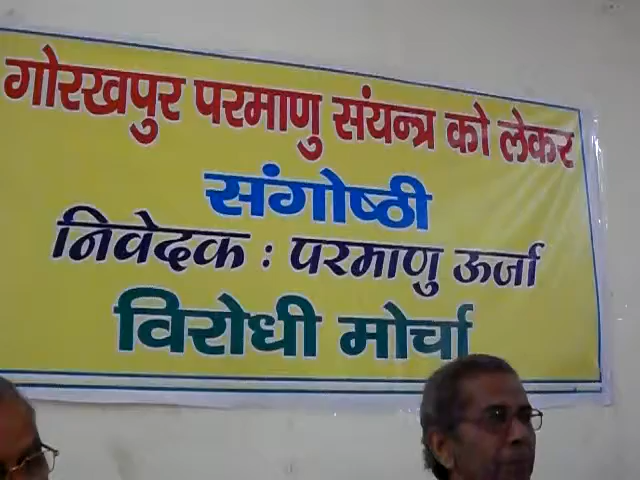 गोरखपुर परमाणु संयन्त्र को लेकर
संगोष्ठी
निवेदक : परमाणु ऊर्जा
विरोधी मोर्चा